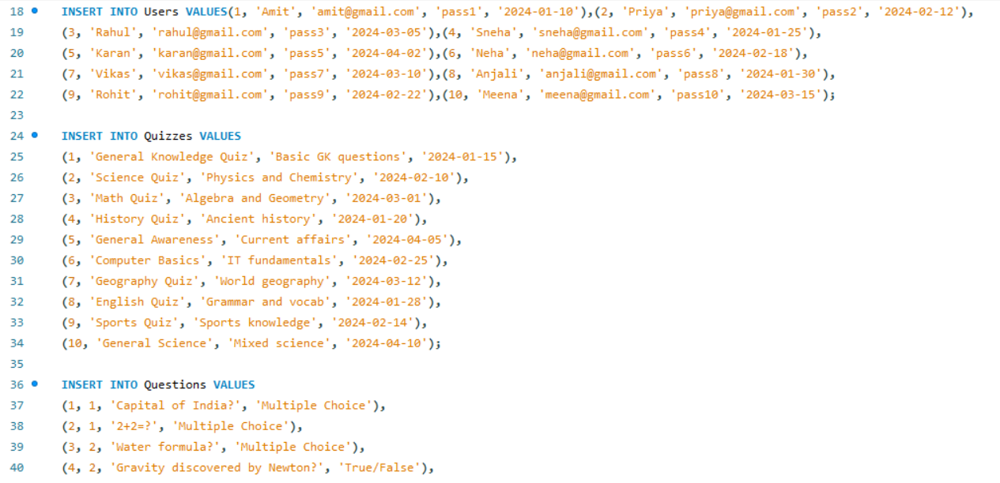 18 INSERT INTO Users VALUES(1, 'Amit', 'amit@gmail.com', 'pass1', '2024-01-10'),(2, 'Priya', 'priya@gmail.com', 'pass2', '2024-02-12'),
19 (3, 'Rahul', 'rahul@gmail.com', 'pass3', '2024-03-05'),(4, 'Sneha', 'sneha@gmail.com', 'pass4', '2024-01-25'),
20 (5, 'Karan', 'karan@gmail.com', 'pass5', '2024-04-02'),(6, 'Neha', 'neha@gmail.com', 'pass6', '2024-02-18'),
21 (7, 'Vikas', 'vikas@gmail.com', 'pass7', '2024-03-10'),(8, 'Anjali', 'anjali@gmail.com', 'pass8', '2024-01-30'),
22 (9, 'Rohit', 'rohit@gmail.com', 'pass9', '2024-02-22'),(10, 'Meena', 'meena@gmail.com', 'pass10', '2024-03-15');
23
24 INSERT INTO Quizzes VALUES
25 (1, 'General Knowledge Quiz', 'Basic GK questions', '2024-01-15'),
26 (2, 'Science Quiz', 'Physics and Chemistry', '2024-02-10'),
27 (3, 'Math Quiz', 'Algebra and Geometry', '2024-03-01'),
28 (4, 'History Quiz', 'Ancient history', '2024-01-20'),
29 (5, 'General Awareness', 'Current affairs', '2024-04-05'),
30 (6, 'Computer Basics', 'IT fundamentals', '2024-02-25'),
31 (7, 'Geography Quiz', 'World geography', '2024-03-12'),
32 (8, 'English Quiz', 'Grammar and vocab', '2024-01-28'),
33 (9, 'Sports Quiz', 'Sports knowledge', '2024-02-14'),
34 (10, 'General Science', 'Mixed science', '2024-04-10');
35
36 INSERT INTO Questions VALUES
37 (1, 1, 'Capital of India?', 'Multiple Choice'),
38 (2, 1, '2+2=?', 'Multiple Choice'),
39 (3, 2, 'Water formula?', 'Multiple Choice'),
40 (4, 2, 'Gravity discovered by Newton?', 'True/False'),